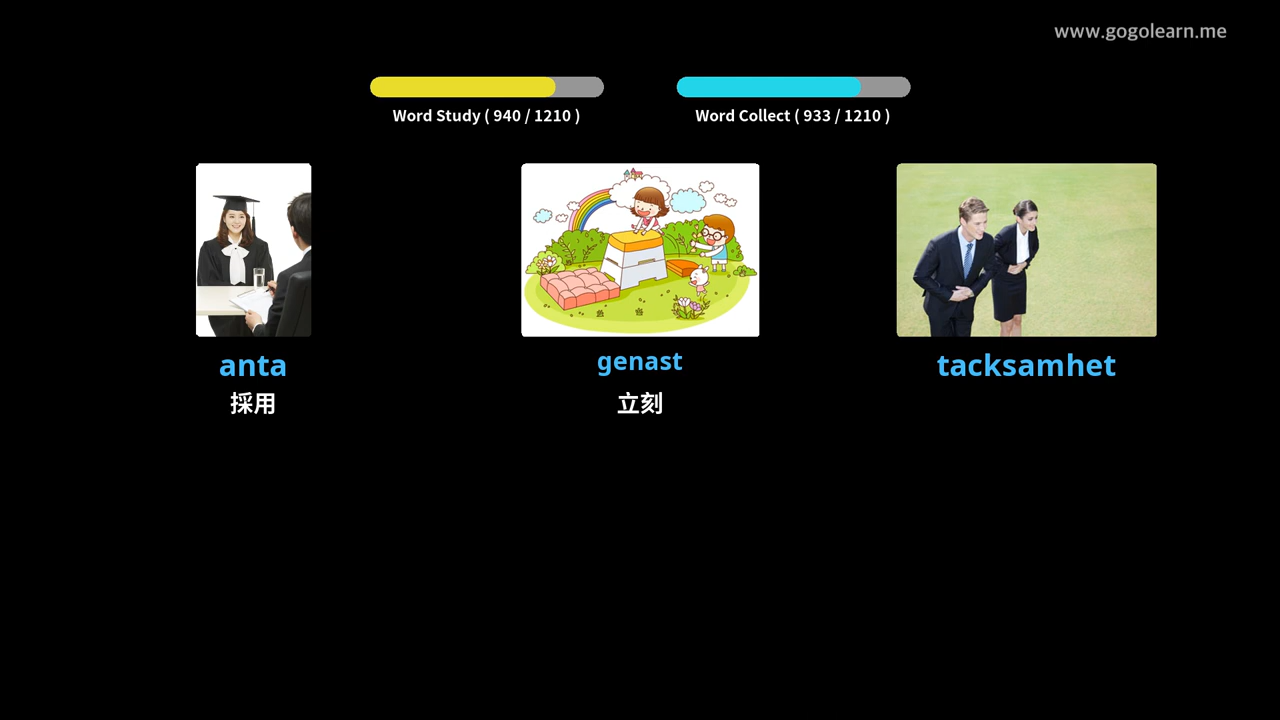 www.gogolearn.me
Word Study ( 940 / 1210 )
Word Collect ( 933 / 1210 )
anta
採用
genast
立刻
tacksamhet